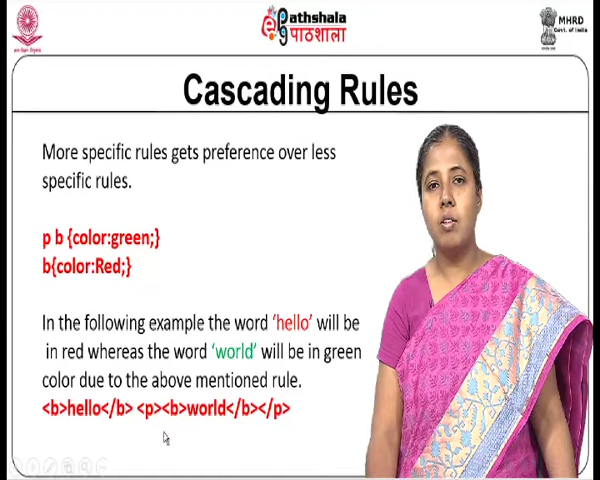 Pathshala
पाठशाला
MHRD
Govt. of India
Cascading Rules
More specific rules gets preference over less
specific rules.
p b {color:green;}
b{color:Red;}
In the following example the word ‘hello’ will be
in red whereas the word ‘world’ will be in green
color due to the above mentioned rule.
<b>hello</b> <p><b>world</b></p>